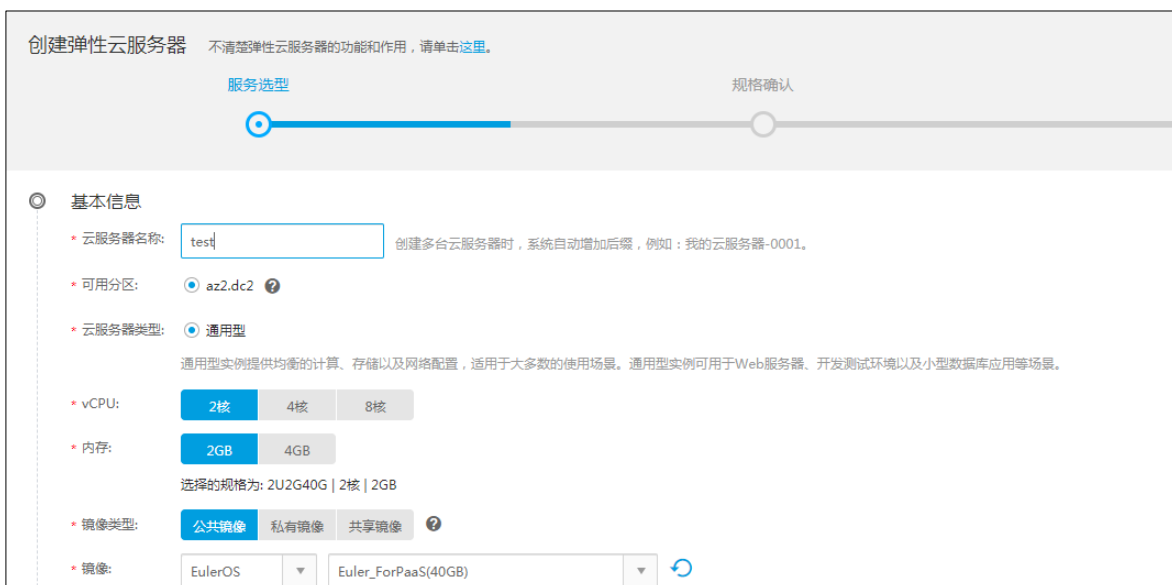 创建弹性云服务器 不清楚弹性云服务器的功能和作用，请单击这里。
服务选型 规格确认
基本信息
* 云服务器名称: test 创建多台云服务器时，系统自动增加后缀，例如：我的云服务器-0001。
* 可用分区: az2.dc2 ?
* 云服务器类型: 通用型
通用型实例提供均衡的计算、存储以及网络配置，适用于大多数的使用场景。通用型实例可用于Web服务器、开发测试环境以及小型数据库应用等场景。
* vCPU: 2核 4核 8核
* 内存: 2GB 4GB
选择的规格为: 2U2G40G | 2核 | 2GB
* 镜像类型: 公共镜像 私有镜像 共享镜像 ?
* 镜像: EulerOS Euler_ForPaaS(40GB)